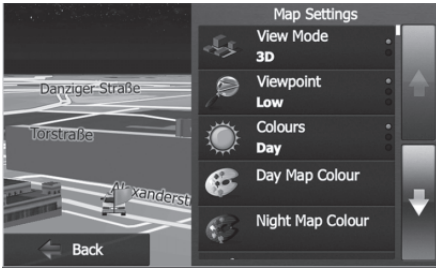 Map Settings
View Mode
3D
Viewpoint
Low
Colours
Day
Day Map Colour
Night Map Colour
Danziger Straße
Torstraße
Alexanderst
Back